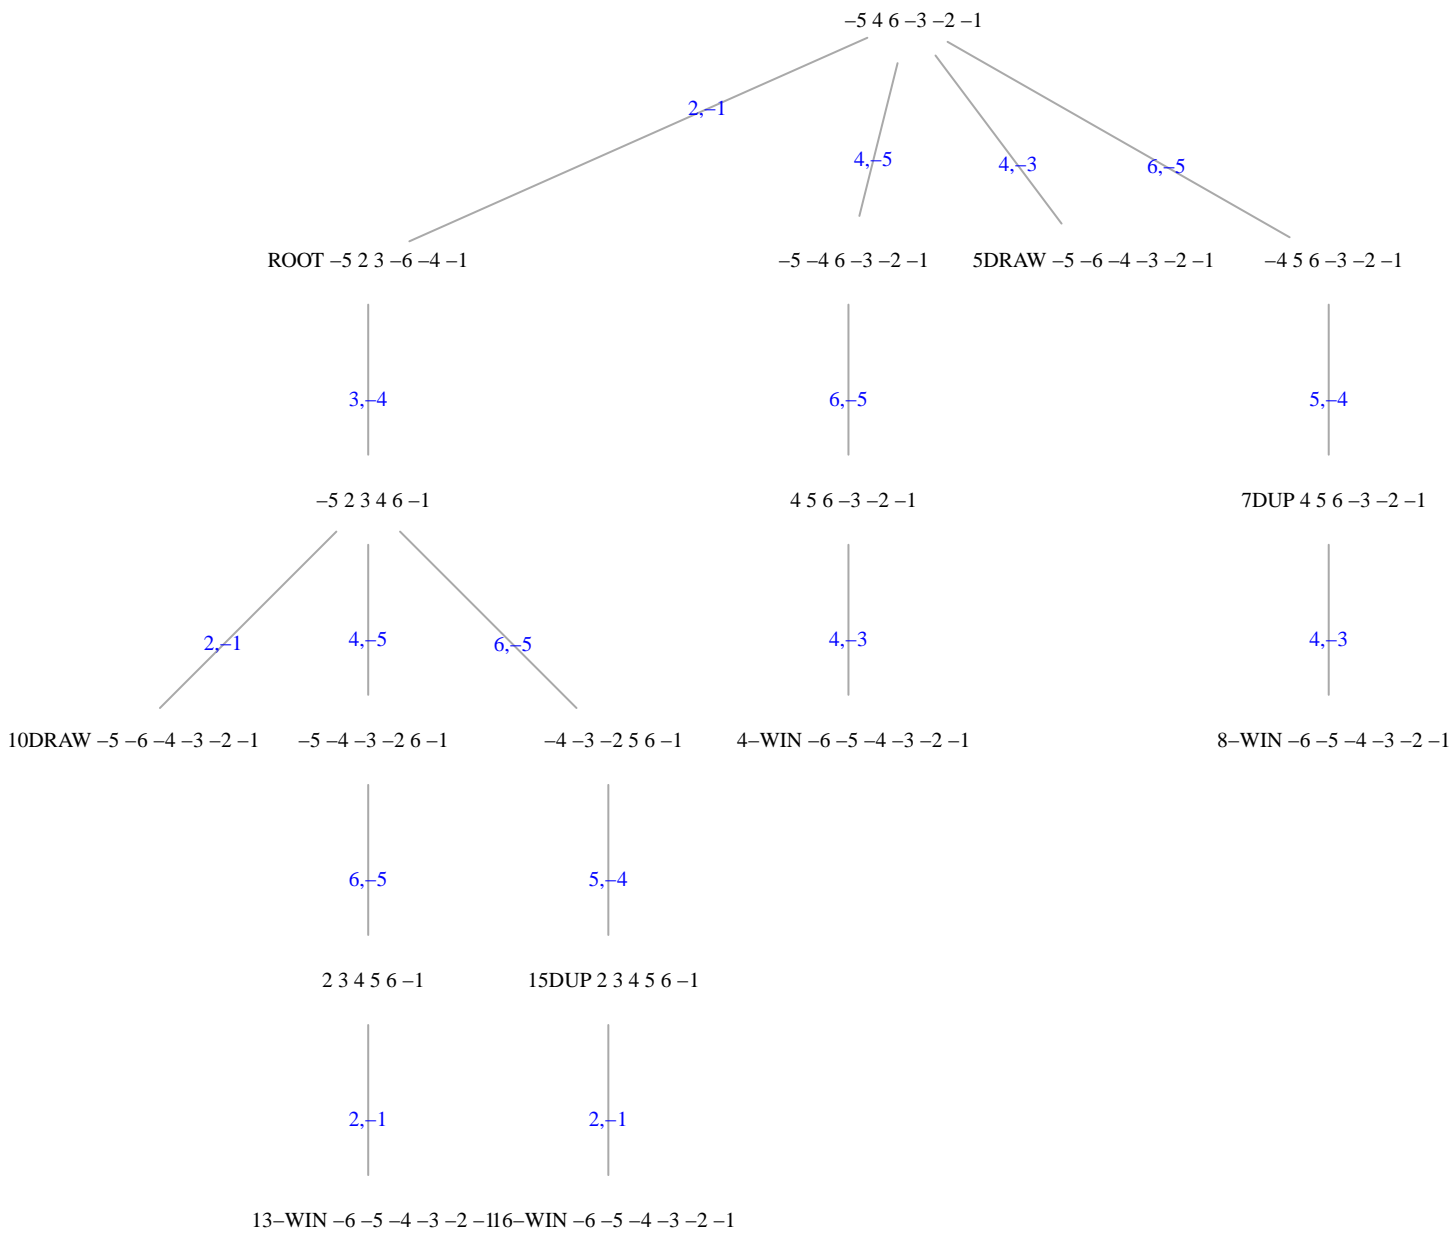 –5 4 6 –3 –2 –1
2,–1
4,–5
4,–3
6,–5
ROOT –5 2 3 –6 –4 –1
–5 –4 6 –3 –2 –1
5DRAW –5 –6 –4 –3 –2 –1
–4 5 6 –3 –2 –1
3,–4
6,–5
5,–4
–5 2 3 4 6 –1
4 5 6 –3 –2 –1
7DUP 4 5 6 –3 –2 –1
2,–1
4,–5
6,–5
4,–3
4,–3
10DRAW –5 –6 –4 –3 –2 –1
–5 –4 –3 –2 6 –1
–4 –3 –2 5 6 –1
4–WIN –6 –5 –4 –3 –2 –1
8–WIN –6 –5 –4 –3 –2 –1
6,–5
5,–4
2 3 4 5 6 –1
15DUP 2 3 4 5 6 –1
2,–1
2,–1
13–WIN –6 –5 –4 –3 –2 –1
16–WIN –6 –5 –4 –3 –2 –1